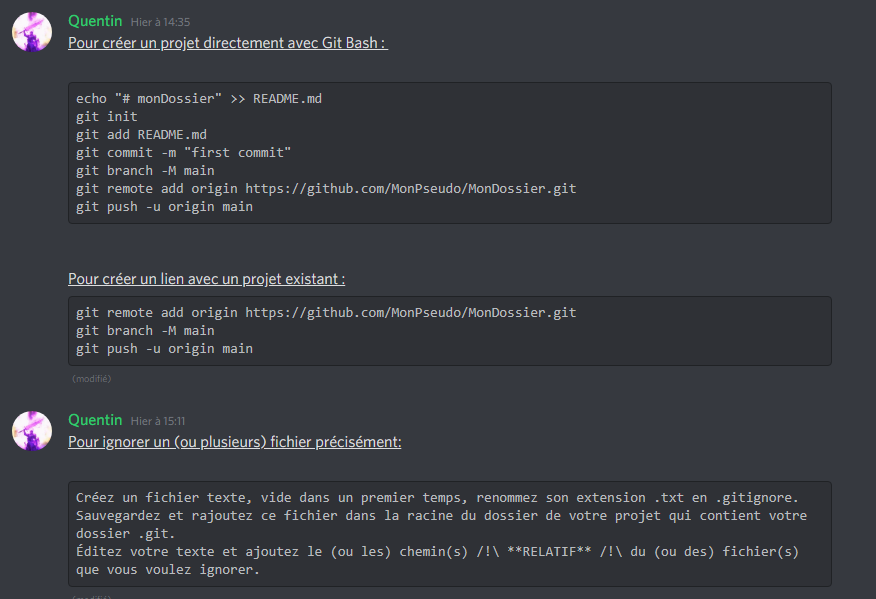 Quentin Hier à 14:35
Pour créer un projet directement avec Git Bash :
echo "# monDossier" >> README.md
git init
git add README.md
git commit -m "first commit"
git branch -M main
git remote add origin https://github.com/MonPseudo/MonDossier.git
git push -u origin main
Pour créer un lien avec un projet existant :
git remote add origin https://github.com/MonPseudo/MonDossier.git
git branch -M main
git push -u origin main
(modifié)
Quentin Hier à 15:11
Pour ignorer un (ou plusieurs) fichier précisément:
Créez un fichier texte, vide dans un premier temps, renommez son extension .txt en .gitignore.
Sauvegardez et rajoutez ce fichier dans la racine du dossier de votre projet qui contient votre
dossier .git.
Éditez votre texte et ajoutez le (ou les) chemin(s) /!\ **RELATIF** /!\ du (ou des) fichier(s)
que vous voulez ignorer.
(modifié)